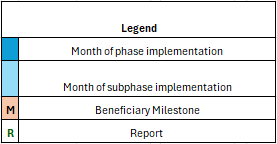 Legend
Month of phase implementation
Month of subphase implementation
M Beneficiary Milestone
R Report